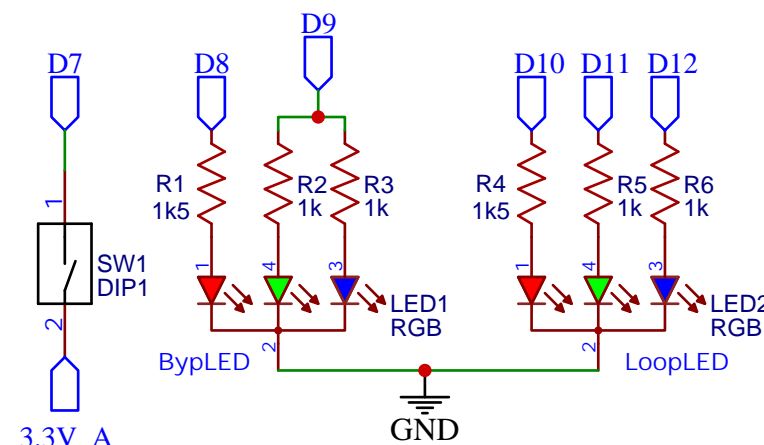 D7
D8
D9
D10
D11
D12
R1
1k5
R2
1k
R3
1k
R4
1k5
R5
1k
R6
1k
1
SW1
DIP1
2
1
4
3
LED1
RGB
2
BypLED
1
4
3
LED2
RGB
2
LoopLED
GND
3.3V_A